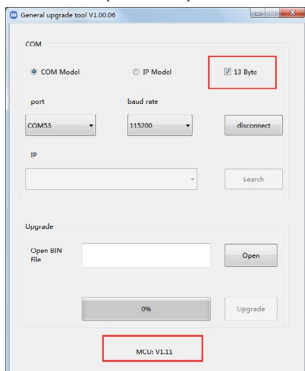 General upgrade tool V1.00.06
COM
COM Model
IP Model
13 Byte
port
baud rate
COM53
115200
disconnect
IP
Search
Upgrade
Open BIN
File
Open
0%
Upgrade
MCU: V1.11